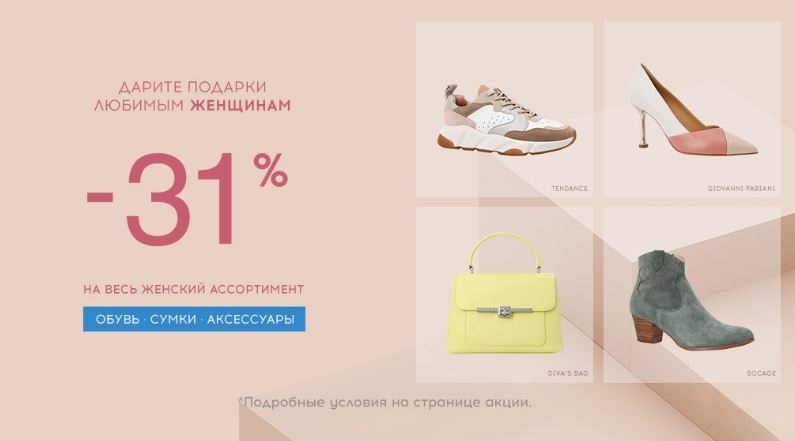 ДАРИТЕ ПОДАРКИ
ЛЮБИМЫМ ЖЕНЩИНАМ
-31%
НА ВЕСЬ ЖЕНСКИЙ АССОРТИМЕНТ
ОБУВЬ · СУМКИ · АКСЕССУАРЫ
TENDANCE
GIOVANNI FABIANI
DIVA'S BAG
BOCAGE
*Подробные условия на странице акции.